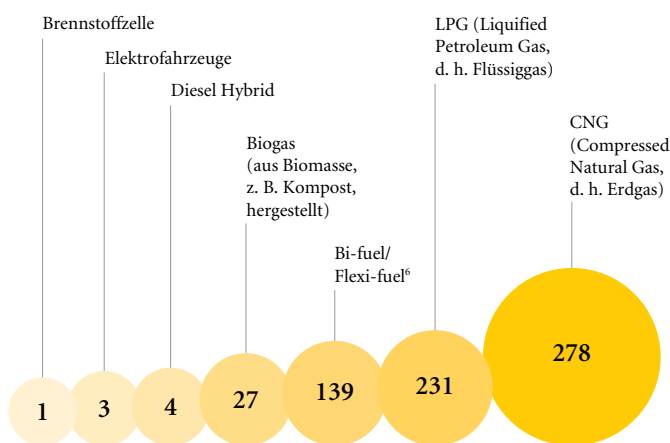 Brennstoffzelle
Elektrofahrzeuge
Diesel Hybrid
Biogas
(aus Biomasse,
z. B. Kompost,
hergestellt)
Bi-fuel/
Flexi-fuel⁶
LPG (Liquified
Petroleum Gas,
d. h. Flüssiggas)
CNG
(Compressed
Natural Gas,
d. h. Erdgas)
1
3
4
27
139
231
278